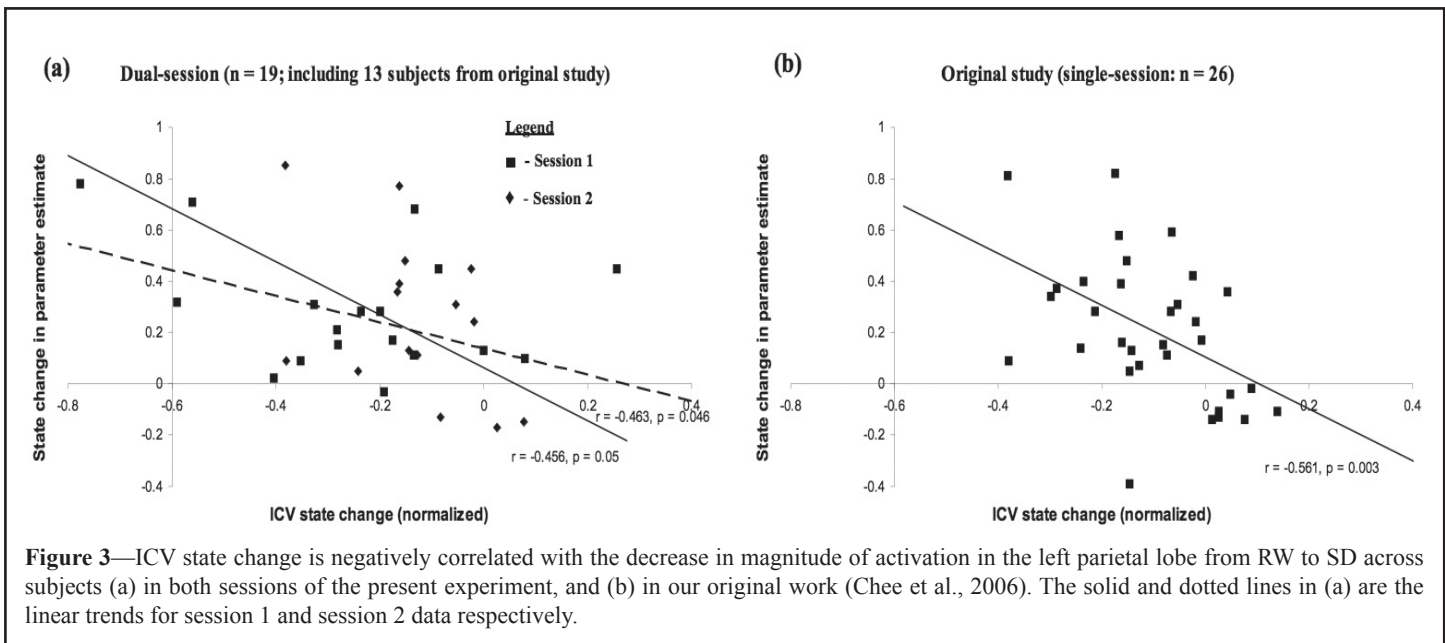 (a)
Dual-session (n = 19; including 13 subjects from original study)
State change in parameter estimate
1
0.8
0.6
0.4
0.2
0
-0.2
-0.4
-0.8
-0.6
-0.4
-0.2
0
0.2
0.4
Legend
- Session 1
- Session 2
r = -0.463, p = 0.046
r = -0.456, p = 0.05
ICV state change (normalized)
(b)
Original study (single-session: n = 26)
State change in parameter estimate
1
0.8
0.6
0.4
0.2
0
-0.2
-0.4
-0.8
-0.6
-0.4
-0.2
0
0.2
0.4
r = -0.561, p = 0.003
ICV state change (normalized)
Figure 3—ICV state change is negatively correlated with the decrease in magnitude of activation in the left parietal lobe from RW to SD across
subjects (a) in both sessions of the present experiment, and (b) in our original work (Chee et al., 2006). The solid and dotted lines in (a) are the
linear trends for session 1 and session 2 data respectively.